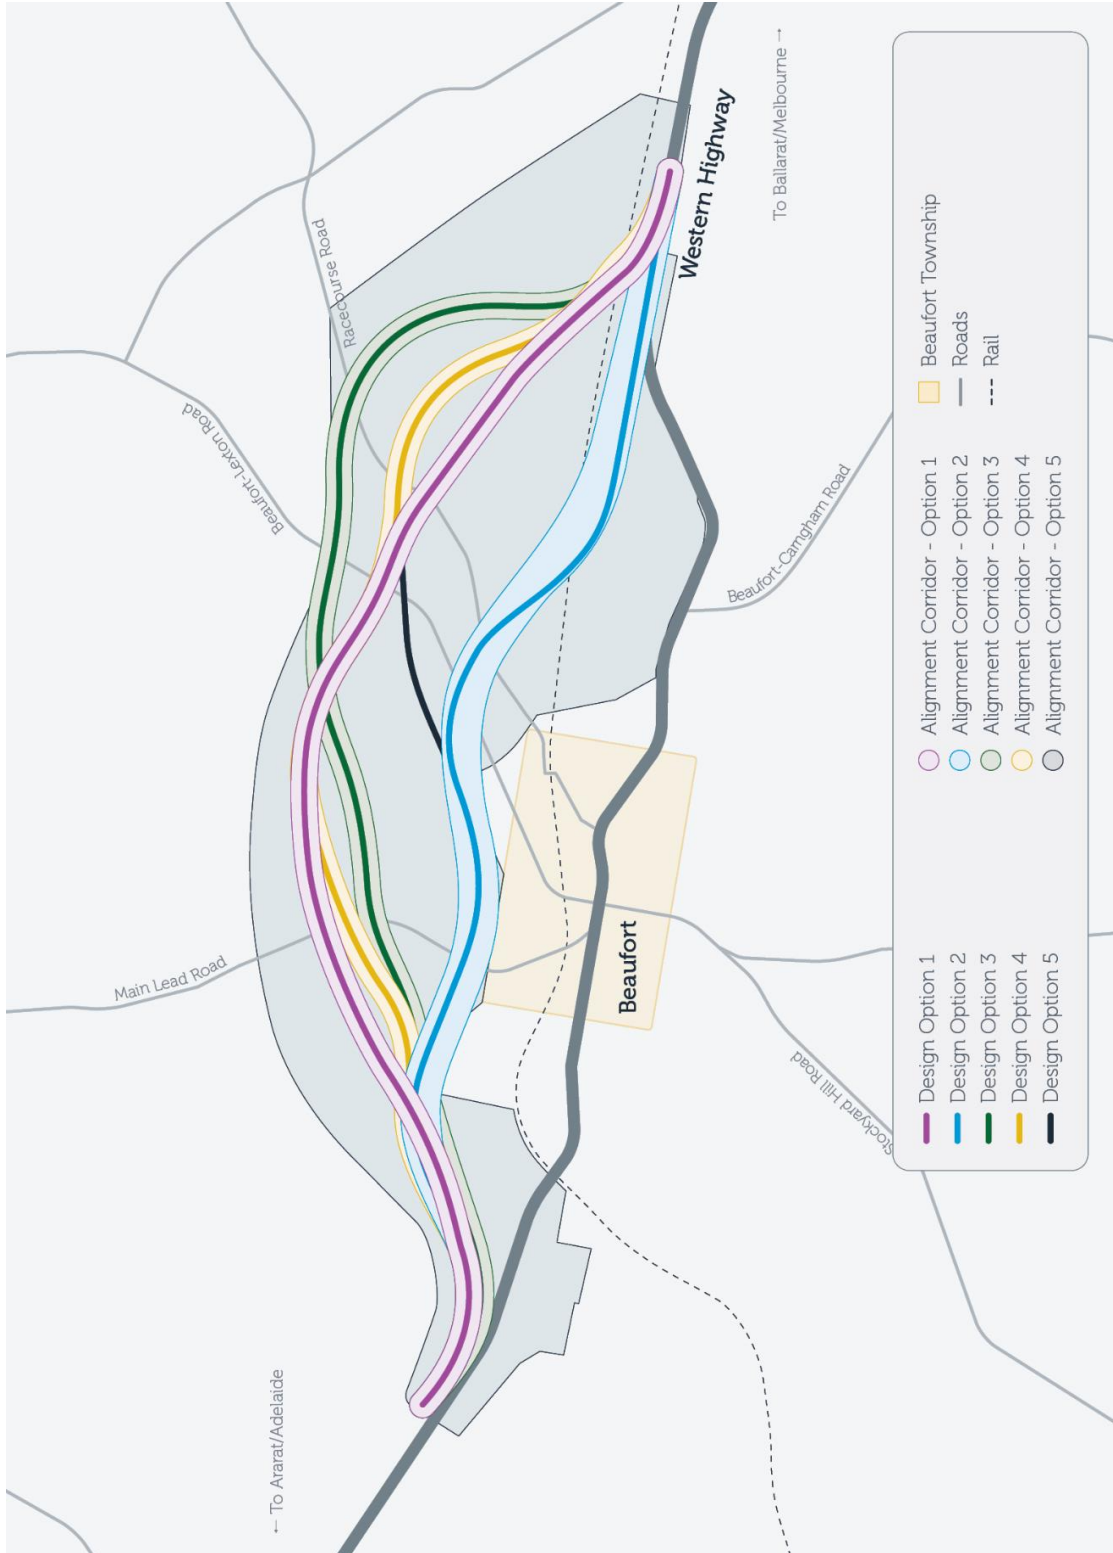 ← To Ararat/Adelaide
Main Lead Road
Beaufort-Lexton Road
Racecourse Road
Western Highway
To Ballarat/Melbourne →
Beaufort
Stockyard Hill Road
Beaufort-Carngham Road
Design Option 1
Design Option 2
Design Option 3
Design Option 4
Design Option 5
Alignment Corridor - Option 1
Alignment Corridor - Option 2
Alignment Corridor - Option 3
Alignment Corridor - Option 4
Alignment Corridor - Option 5
Beaufort Township
Roads
Rail